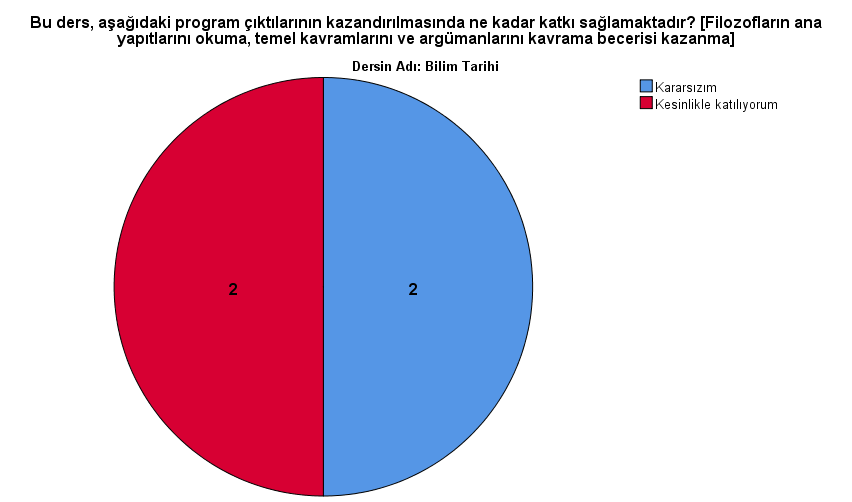 Bu ders, aşağıdaki program çıktılarının kazandırılmasında ne kadar katkı sağlamaktadır? [Filozofların ana
yapıtlarını okuma, temel kavramlarını ve argümanlarını kavrama becerisi kazanma]
Dersin Adı: Bilim Tarihi
Kararsızım
Kesinlikle katılıyorum
2
2